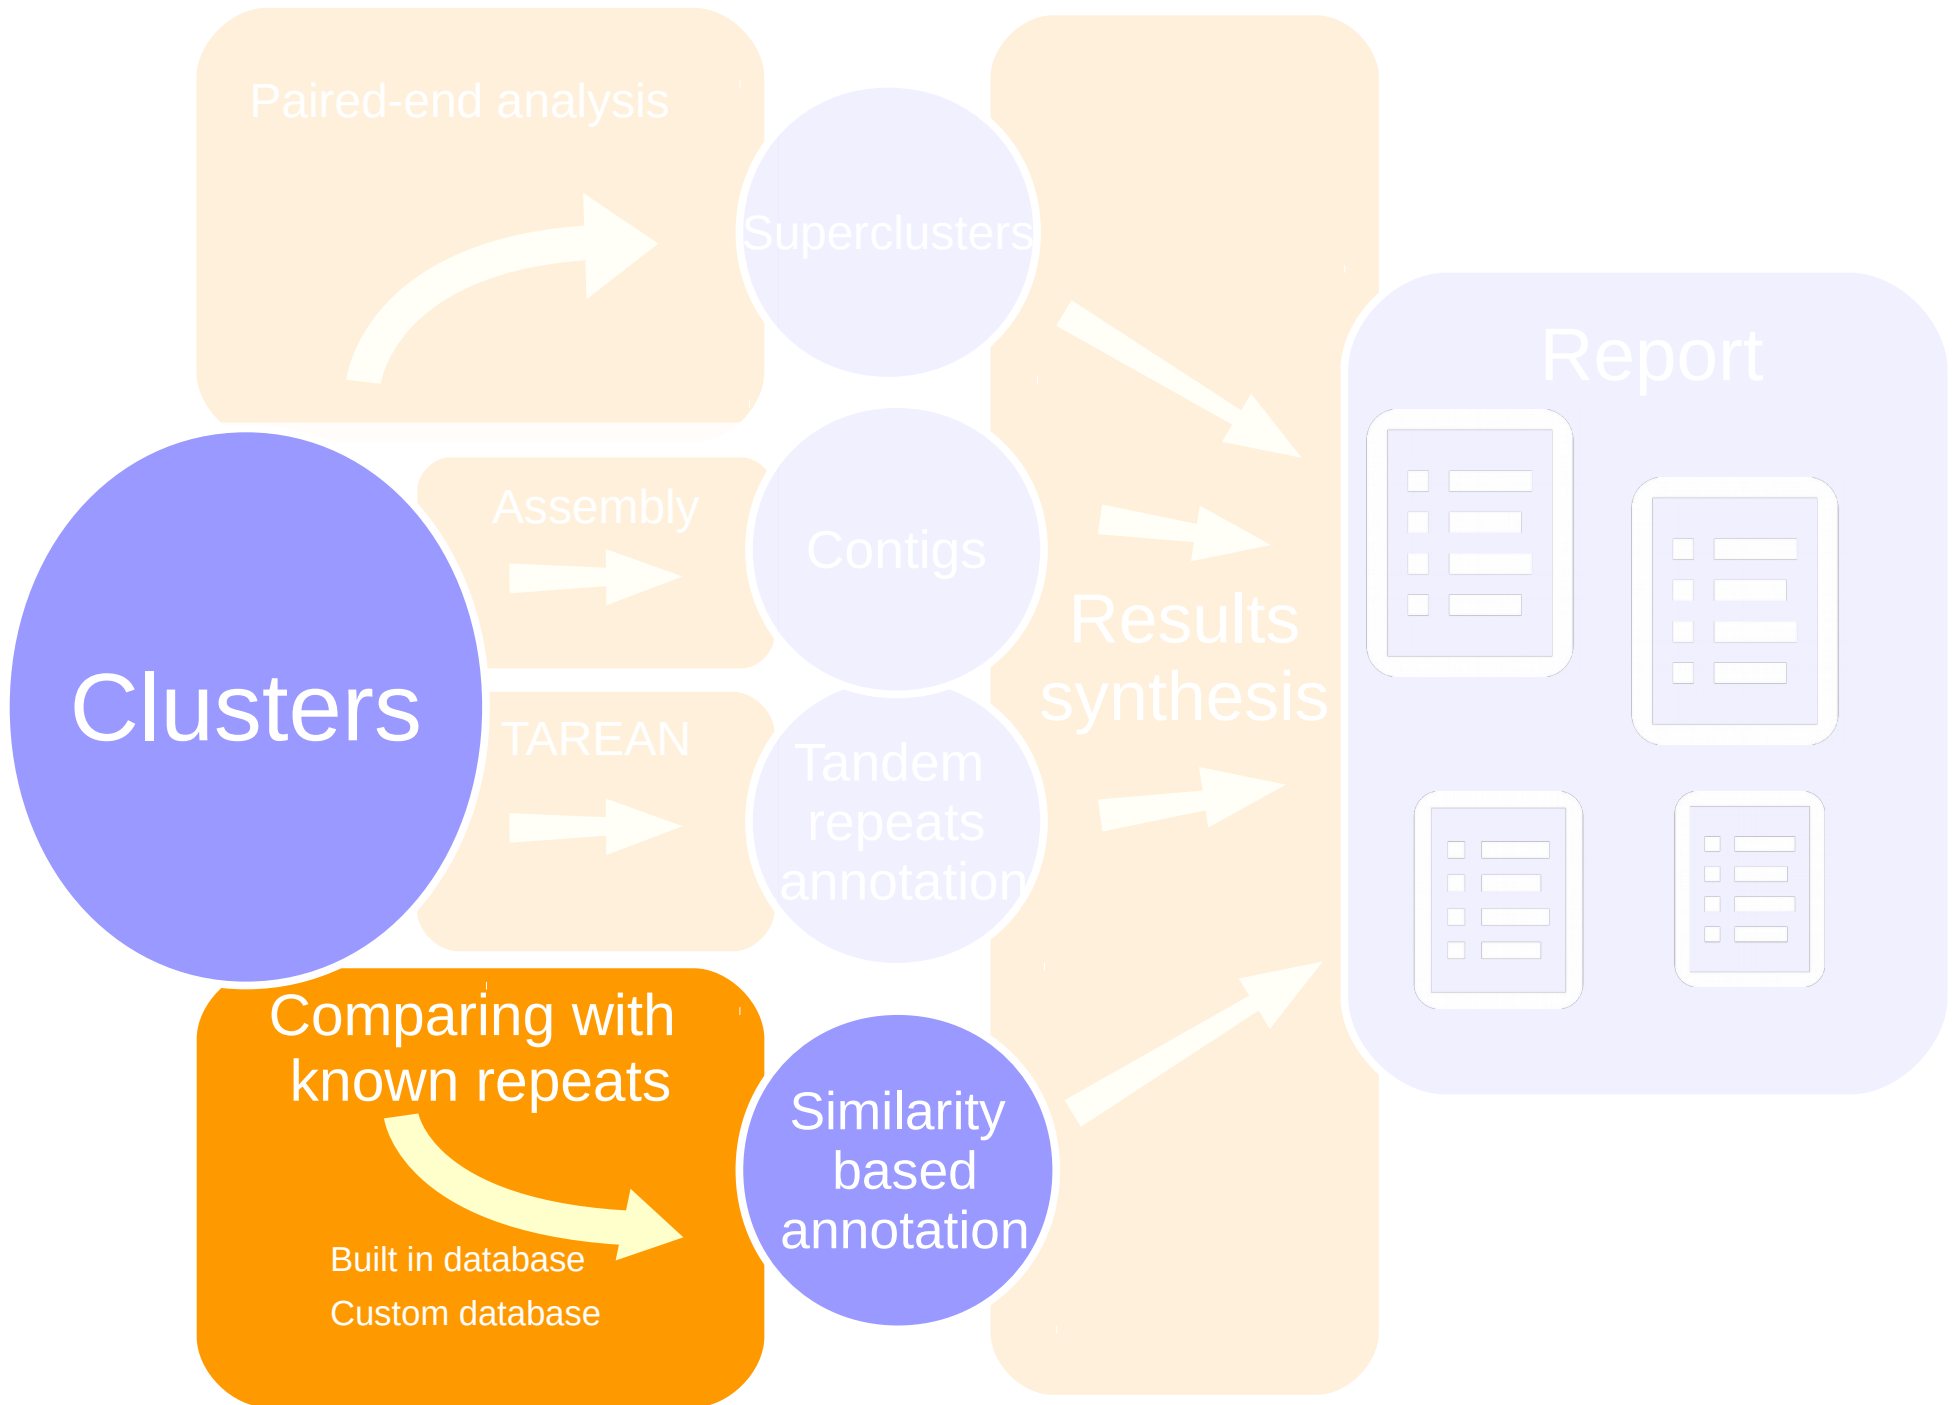 Paired-end analysis
Superclusters
Report
Assembly
Contigs
Results
synthesis
Clusters
TAREAN
Tandem
repeats
annotation
Comparing with
known repeats
Similarity
based
annotation
Built in database
Custom database